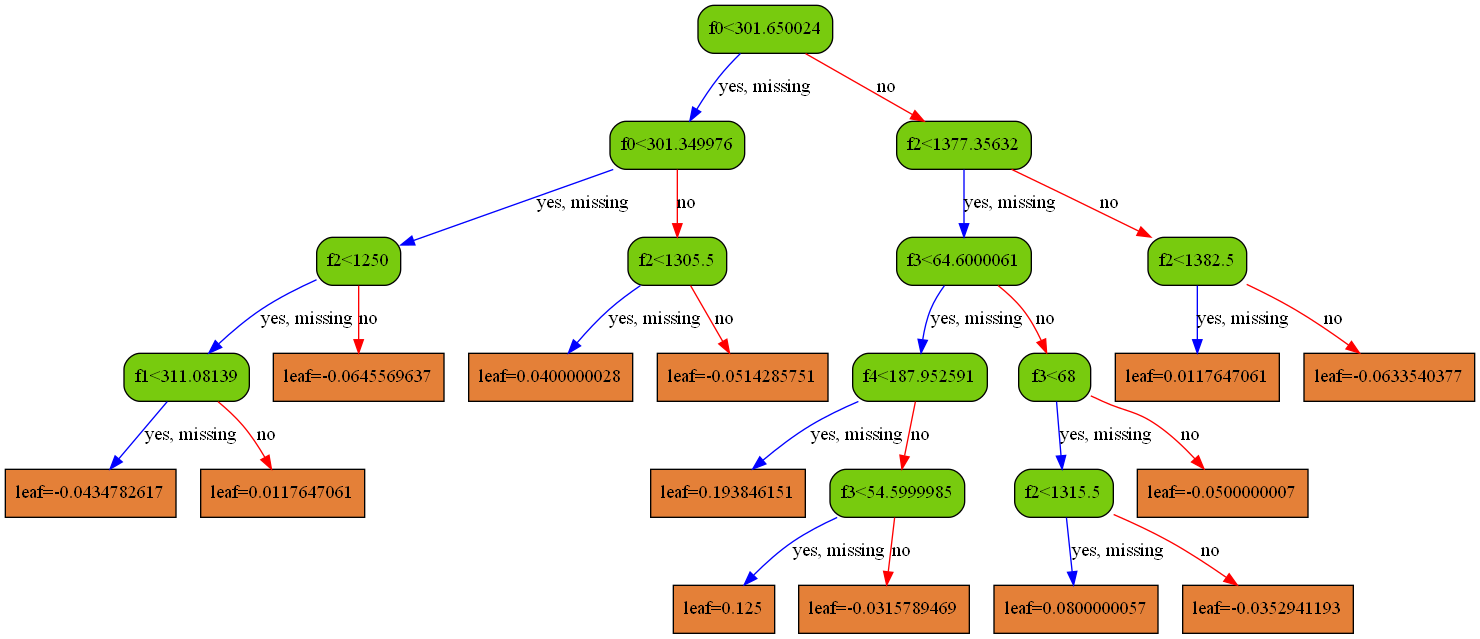 f0<301.650024
yes, missing
no
f0<301.349976
f2<1377.35632
yes, missing
no
yes, missing
no
f2<1250
f2<1305.5
f3<64.6000061
f2<1382.5
yes, missing
no
yes, missing
no
yes, missing
no
yes, missing
no
f1<311.08139
leaf=-0.0645569637
leaf=0.0400000028
leaf=-0.0514285751
f4<187.952591
f3<68
leaf=0.0117647061
leaf=-0.0633540377
yes, missing
no
yes, missing
no
yes, missing
no
leaf=-0.0434782617
leaf=0.0117647061
leaf=0.193846151
f3<54.5999985
f2<1315.5
leaf=-0.0500000007
yes, missing
no
yes, missing
no
leaf=0.125
leaf=-0.0315789469
leaf=0.0800000057
leaf=-0.0352941193